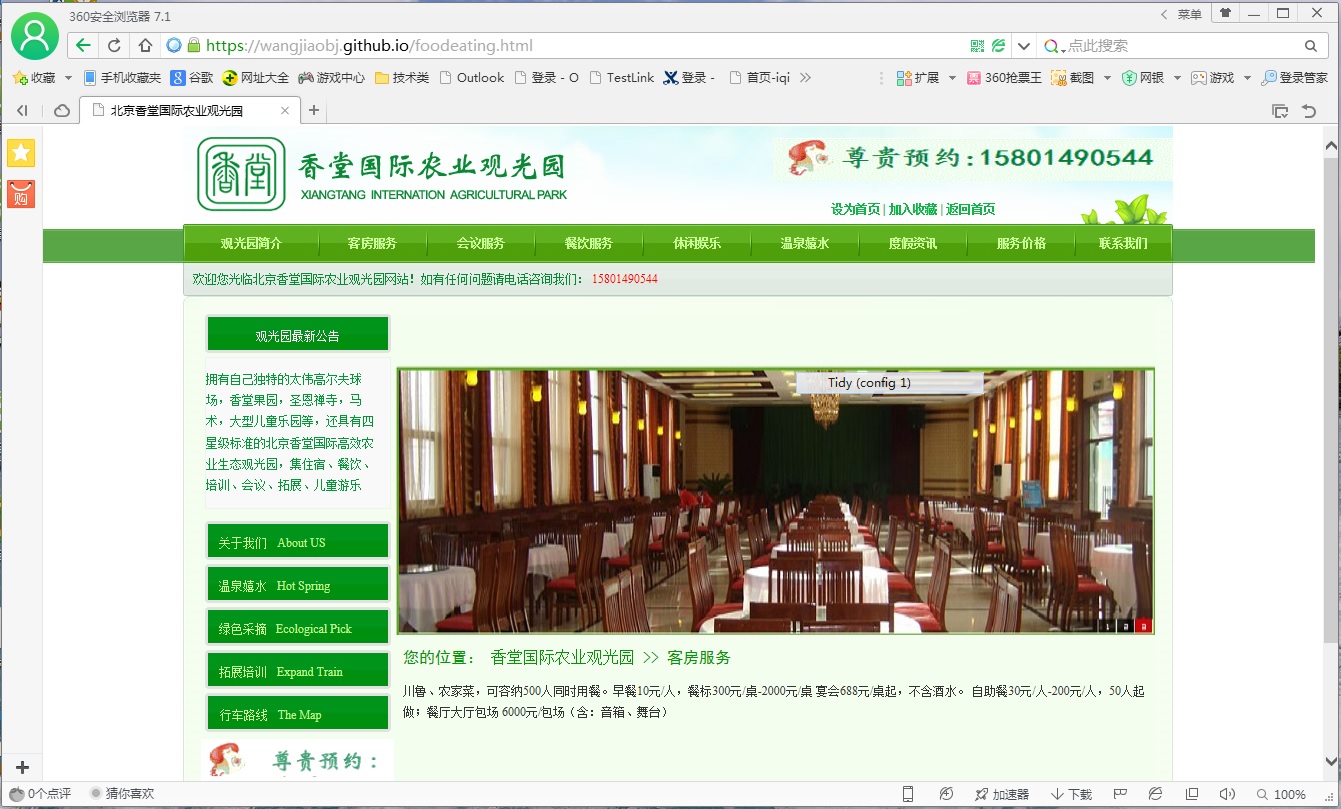 360安全浏览器 7.1
菜单
https://wangjiaobj.github.io/foodeating.html
点此搜索
收藏 手机收藏夹 谷歌 网址大全 游戏中心 技术类 Outlook 登录 - O TestLink 登录 - 首页-iqi
扩展 360抢票王 截图 网银 游戏 登录管家
北京香堂国际农业观光园
购
香堂
香堂国际农业观光园
XIANGTANG INTERNATION AGRICULTURAL PARK
尊贵预约:15801490544
设为首页 | 加入收藏 | 返回首页
观光园简介 客房服务 会议服务 餐饮服务 休闲娱乐 温泉嬉水 度假资讯 服务价格 联系我们
欢迎您光临北京香堂国际农业观光园网站！如有任何问题请电话咨询我们： 15801490544
观光园最新公告
拥有自己独特的太伟高尔夫球
场，香堂果园，圣恩禅寺，马
术，大型儿童乐园等，还具有四
星级标准的北京香堂国际高效农
业生态观光园，集住宿、餐饮、
培训、会议、拓展、儿童游乐
关于我们 About US
温泉嬉水 Hot Spring
绿色采摘 Ecological Pick
拓展培训 Expand Train
行车路线 The Map
尊贵预约:
Tidy (config 1)
您的位置： 香堂国际农业观光园 >> 客房服务
川鲁、农家菜，可容纳500人同时用餐。早餐10元/人，餐标300元/桌-2000元/桌 宴会688元/桌起，不含酒水。 自助餐30元/人-200元/人，50人起
做；餐厅大厅包场 6000元/包场（含：音箱、舞台）
0个点评 猜你喜欢
加速器 下载 100%